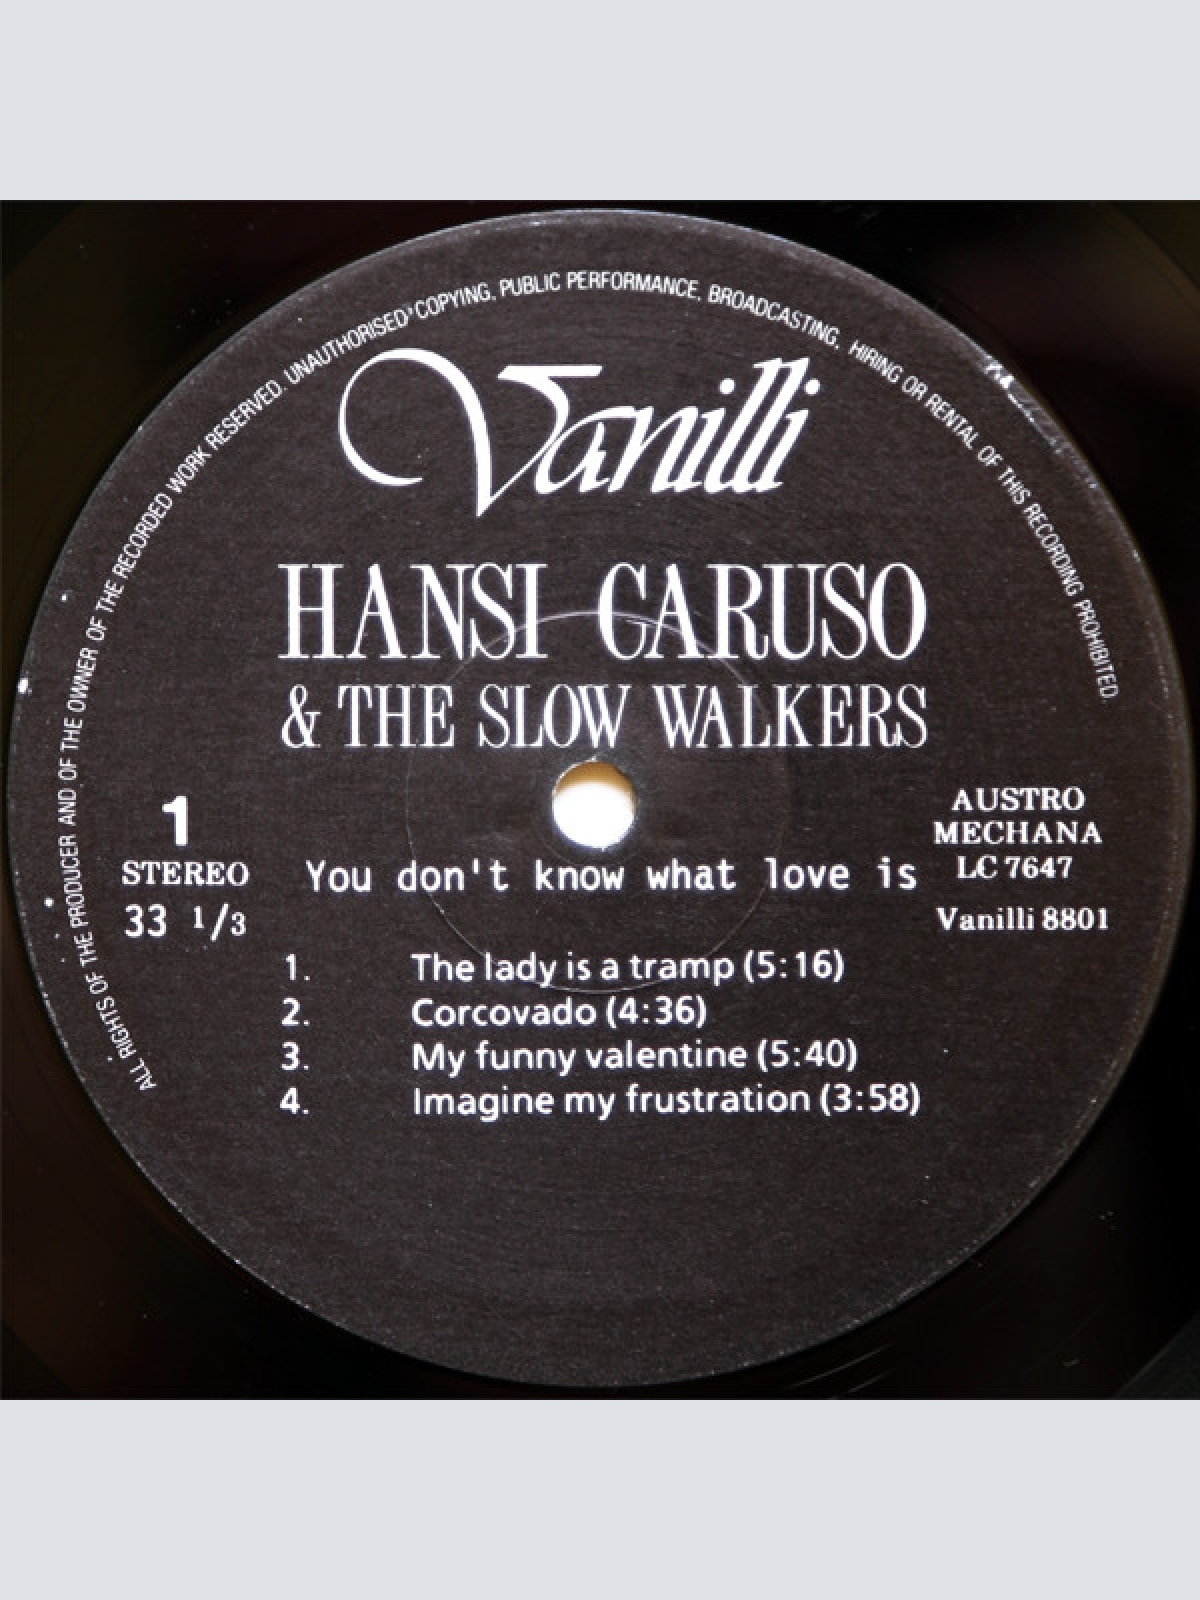 ALL RIGHTS OF THE PRODUCER AND OF THE OWNER OF THE RECORDED WORK RESERVED. UNAUTHORISED COPYING, PUBLIC PERFORMANCE, BROADCASTING, HIRING OR RENTAL OF THIS RECORDING PROHIBITED.
Vanilli
HANSI CARUSO
& THE SLOW WALKERS
1
STEREO
33 1/3
AUSTRO
MECHANA
LC 7647
Vanilli 8801
You don't know what love is
1. The lady is a tramp (5:16)
2. Corcovado (4:36)
3. My funny valentine (5:40)
4. Imagine my frustration (3:58)